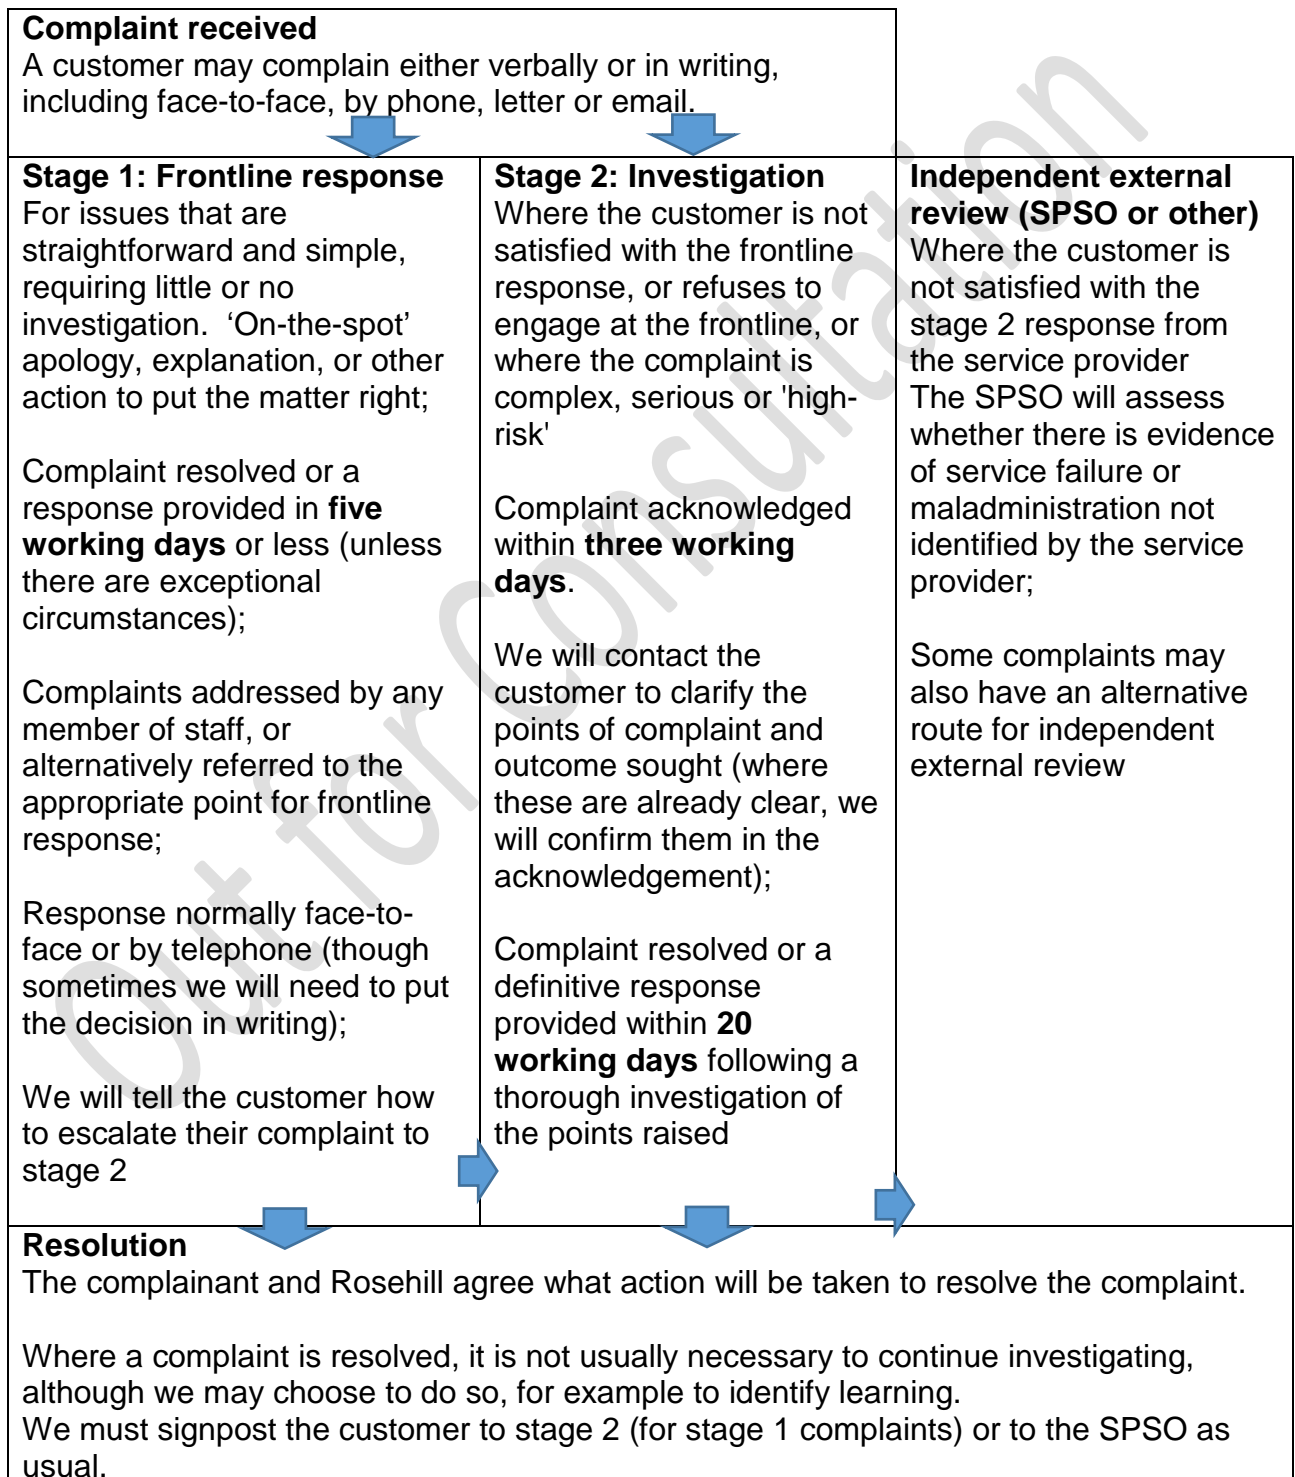 Complaint received
A customer may complain either verbally or in writing,
including face-to-face, by phone, letter or email.
Stage 1: Frontline response
For issues that are
straightforward and simple,
requiring little or no
investigation.  ‘On-the-spot’
apology, explanation, or other
action to put the matter right;
Complaint resolved or a
response provided in five
working days or less (unless
there are exceptional
circumstances);
Complaints addressed by any
member of staff, or
alternatively referred to the
appropriate point for frontline
response;
Response normally face-to-
face or by telephone (though
sometimes we will need to put
the decision in writing);
We will tell the customer how
to escalate their complaint to
stage 2
Stage 2: Investigation
Where the customer is not
satisfied with the frontline
response, or refuses to
engage at the frontline, or
where the complaint is
complex, serious or 'high-
risk'
Complaint acknowledged
within three working
days.
We will contact the
customer to clarify the
points of complaint and
outcome sought (where
these are already clear, we
will confirm them in the
acknowledgement);
Complaint resolved or a
definitive response
provided within 20
working days following a
thorough investigation of
the points raised
Independent external
review (SPSO or other)
Where the customer is
not satisfied with the
stage 2 response from
the service provider
The SPSO will assess
whether there is evidence
of service failure or
maladministration not
identified by the service
provider;
Some complaints may
also have an alternative
route for independent
external review
Resolution
The complainant and Rosehill agree what action will be taken to resolve the complaint.
Where a complaint is resolved, it is not usually necessary to continue investigating,
although we may choose to do so, for example to identify learning.
We must signpost the customer to stage 2 (for stage 1 complaints) or to the SPSO as
usual.
Out for Consultation